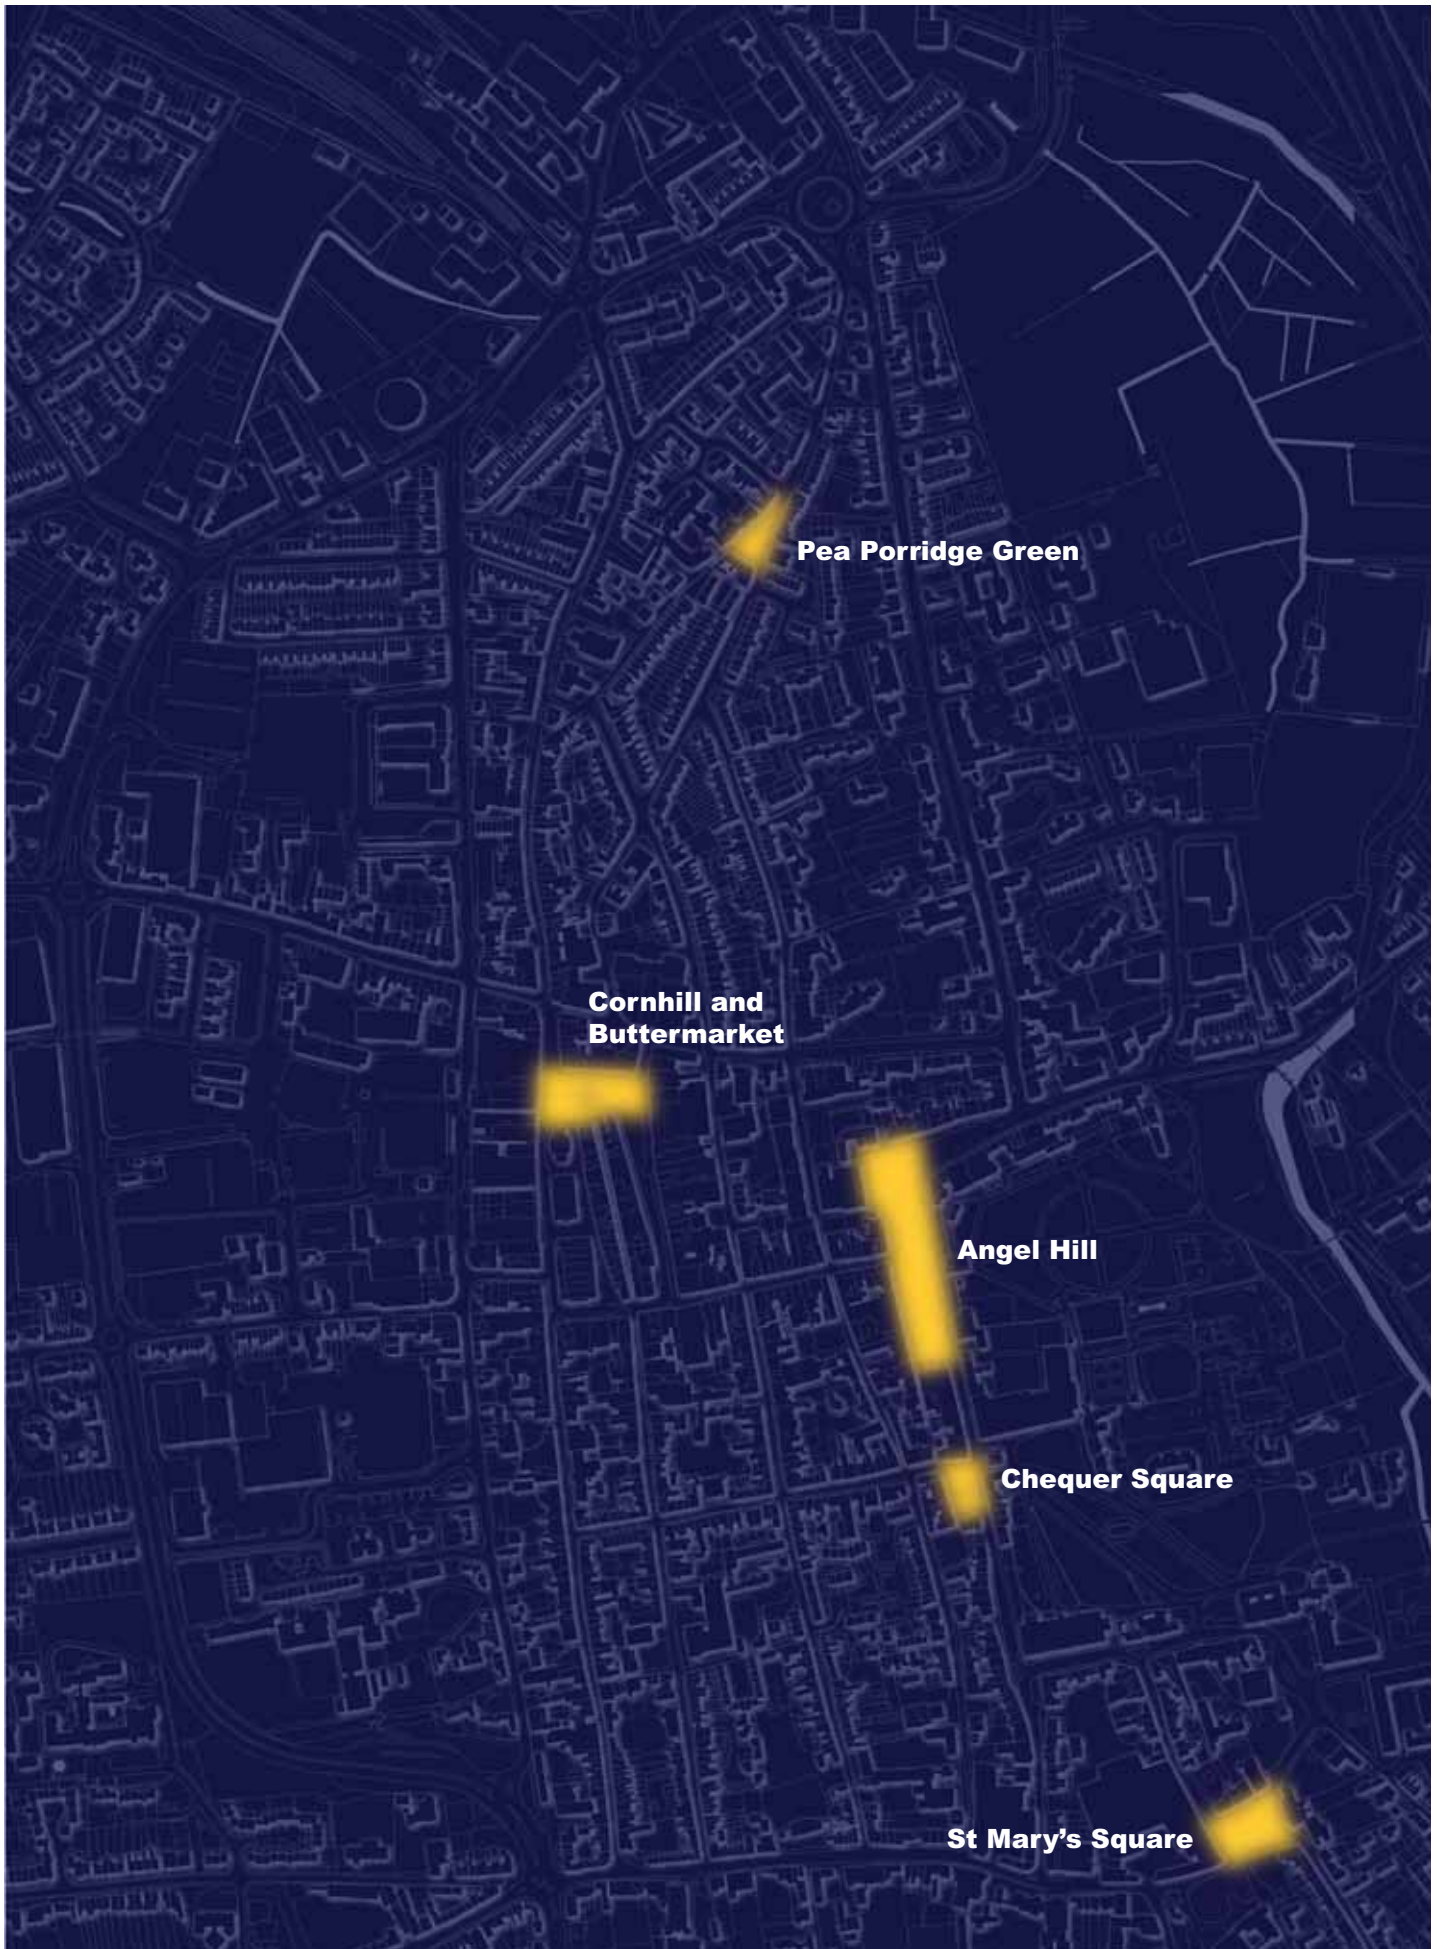 Pea Porridge Green
Cornhill and
Buttermarket
Angel Hill
Chequer Square
St Mary’s Square